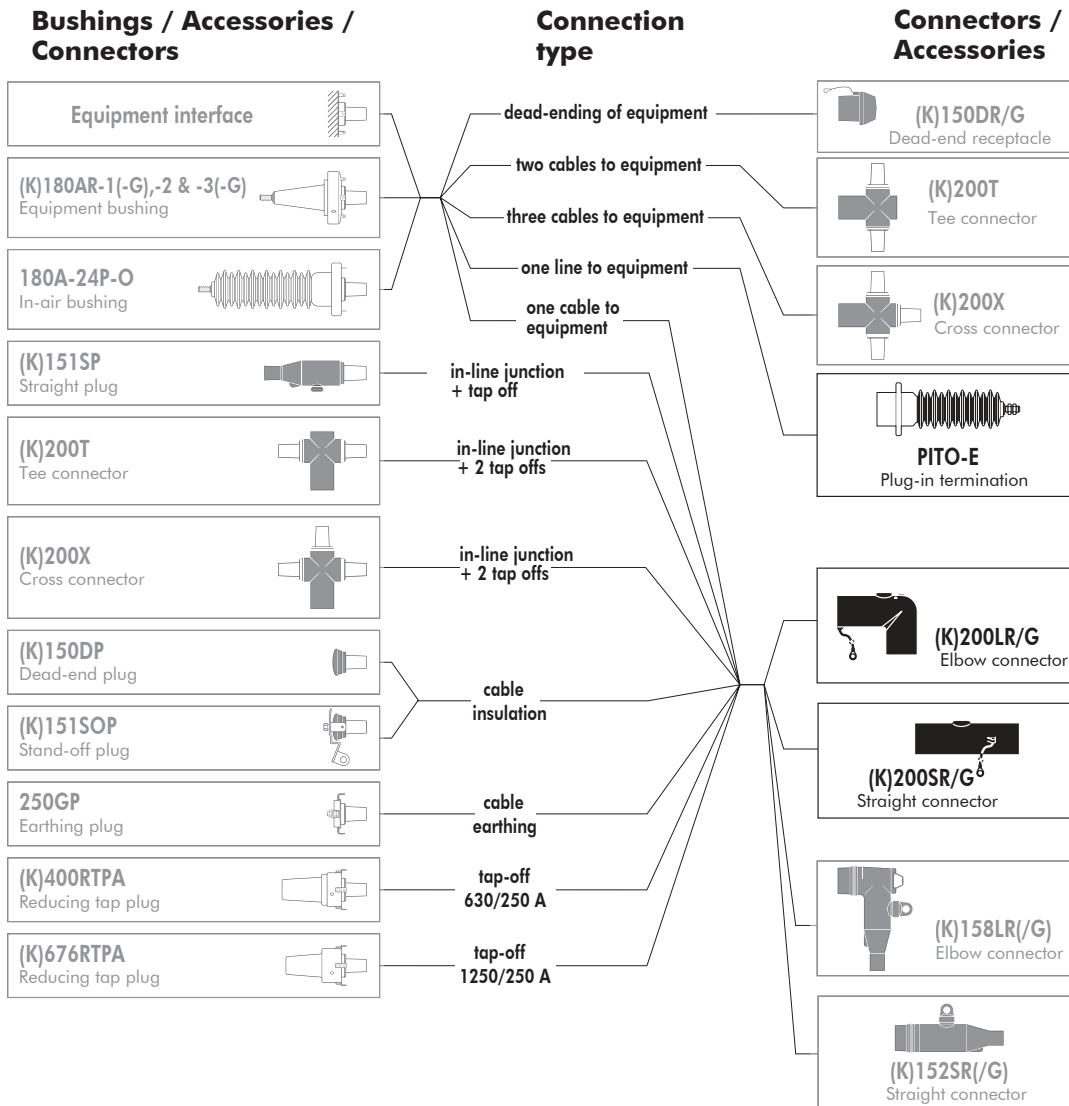 Bushings / Accessories /
Connectors
Connection
type
Connectors /
Accessories
Equipment interface
(K)180AR-1(-G),-2 & -3(-G)
Equipment bushing
180A-24P-O
In-air bushing
(K)151SP
Straight plug
(K)200T
Tee connector
(K)200X
Cross connector
(K)150DP
Dead-end plug
(K)151SOP
Stand-off plug
250GP
Earthing plug
(K)400RTPA
Reducing tap plug
(K)676RTPA
Reducing tap plug
dead-ending of equipment
two cables to equipment
three cables to equipment
one line to equipment
one cable to
equipment
in-line junction
+ tap off
in-line junction
+ 2 tap offs
in-line junction
+ 2 tap offs
cable
insulation
cable
earthing
tap-off
630/250 A
tap-off
1250/250 A
(K)150DR/G
Dead-end receptacle
(K)200T
Tee connector
(K)200X
Cross connector
PITO-E
Plug-in termination
(K)200LR/G
Elbow connector
(K)200SR/G
Straight connector
(K)158LR(/G)
Elbow connector
(K)152SR(/G)
Straight connector